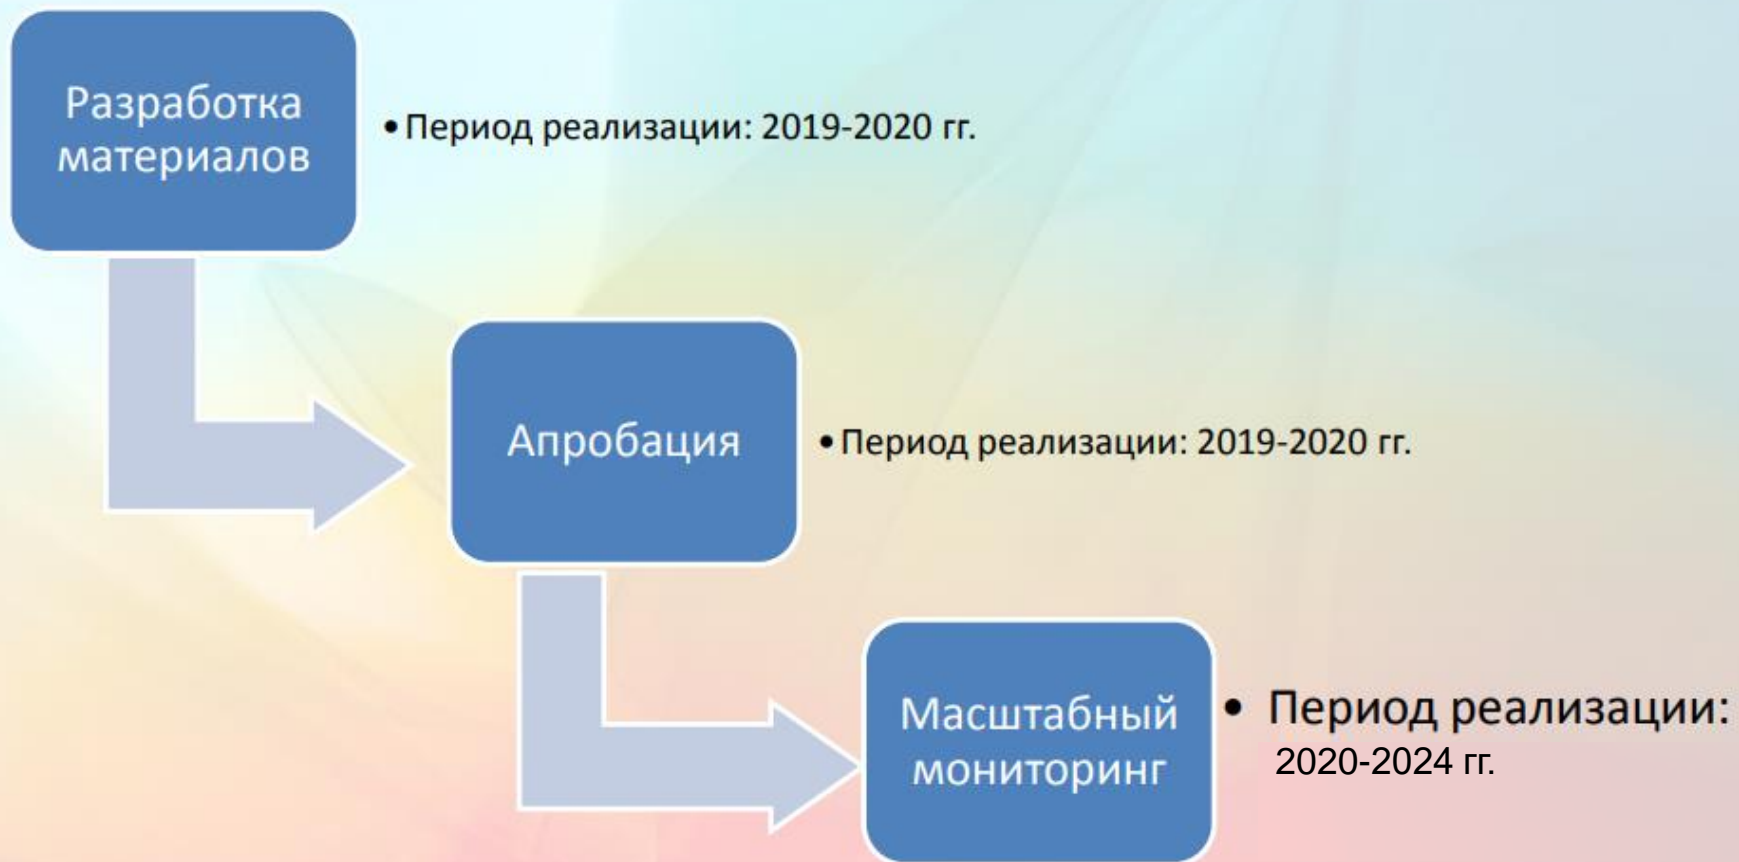 Разработка
материалов
• Период реализации: 2019-2020 гг.
Апробация
• Период реализации: 2019-2020 гг.
Масштабный
мониторинг
• Период реализации:
2020-2024 гг.